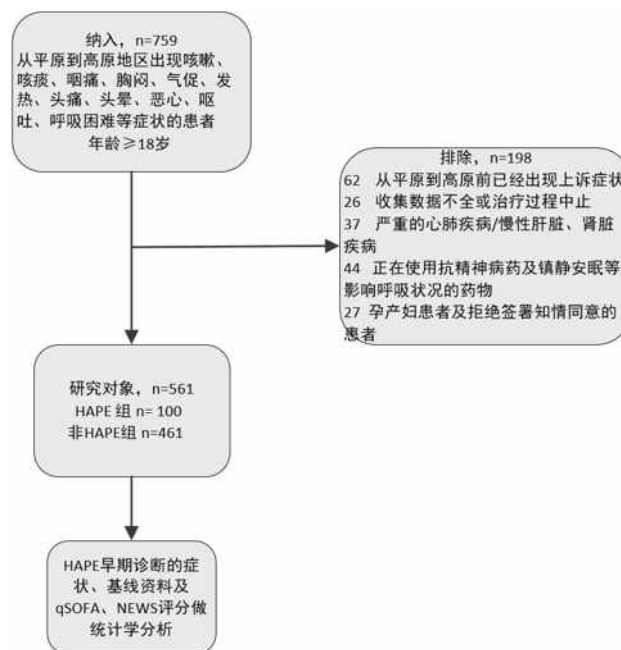 纳入，n=759
从平原到高原地区出现咳嗽、
咳痰、咽痛、胸闷、气促、发
热、头痛、头晕、恶心、呕
吐、呼吸困难等症状的患者
年龄≥18岁
排除，n=198
62 从平原到高原前已经出现上诉症状
26 收集数据不全或治疗过程中止
37 严重的心肺疾病/慢性肝脏、肾脏
疾病
44 正在使用抗精神病药及镇静安眠等
影响呼吸状况的药物
27 孕产妇患者及拒绝签署知情同意的
患者
研究对象，n=561
HAPE 组 n= 100
非HAPE组 n=461
HAPE早期诊断的症
状、基线资料及
qSOFA、NEWS评分做
统计学分析